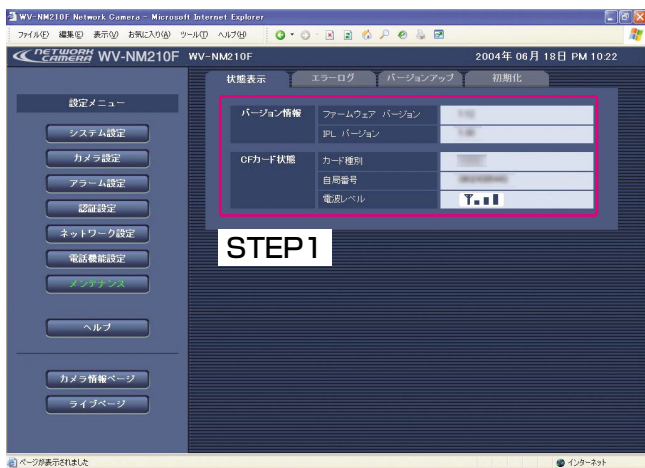 WV-NM210F Network Camera - Microsoft Internet Explorer
ファイル(F) 編集(E) 表示(V) お気に入り(A) ツール(T) ヘルプ(H)
NETWORK CAMERA WV-NM210F WV-NM210F 2004年 06月 18日 PM 10:22
状態表示 エラーログ バージョンアップ 初期化
設定メニュー
システム設定
カメラ設定
アラーム設定
認証設定
ネットワーク設定
電話機能設定
メンテナンス
ヘルプ
カメラ情報ページ
ライブページ
バージョン情報 ファームウェア バージョン
IPL バージョン
CFカード状態 カード種別
自局番号
電波レベル
STEP1
ページが表示されました インターネット